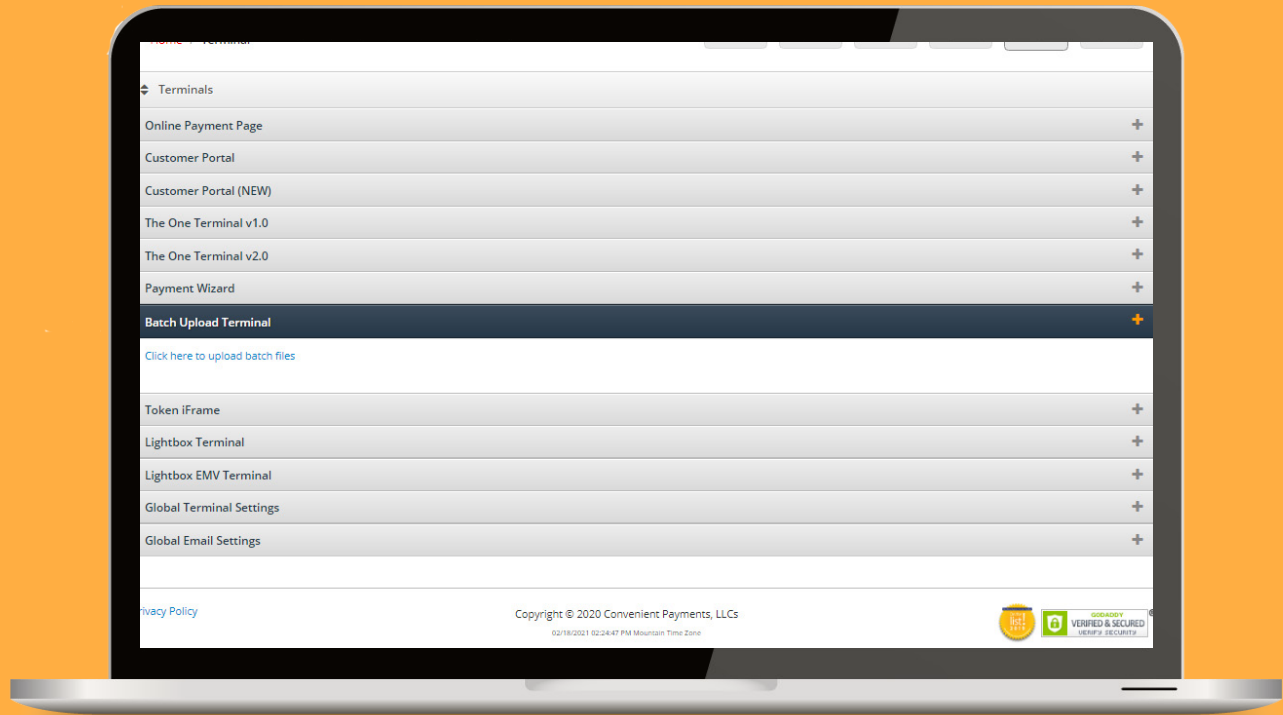 Home
Terminal
Terminals
Online Payment Page
Customer Portal
Customer Portal (NEW)
The One Terminal v1.0
The One Terminal v2.0
Payment Wizard
Batch Upload Terminal
Click here to upload batch files
Token iFrame
Lightbox Terminal
Lightbox EMV Terminal
Global Terminal Settings
Global Email Settings
rivacy Policy
Copyright © 2020 Convenient Payments, LLCs
02/18/2021 02:24:47 PM Mountain Time Zone
list!
GODADDY
VERIFIED & SECURED
VERIFY SECURITY